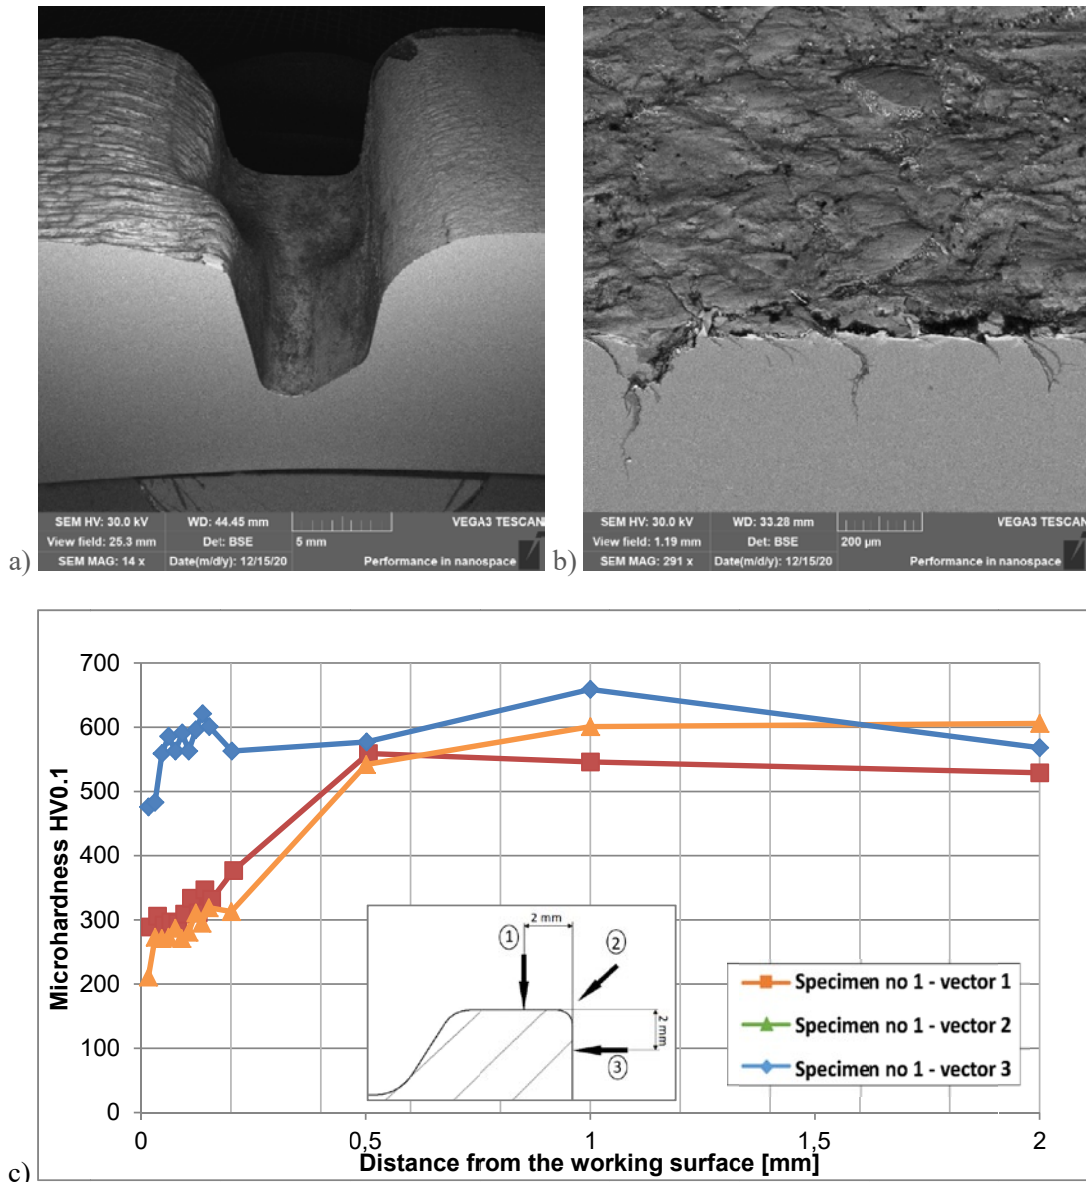 SEM HV: 30.0 kV WD: 44.45 mm VEGA3 TESCAN
View field: 25.3 mm Det: BSE 5 mm
SEM MAG: 14 x Date(m/d/y): 12/15/20 Performance in nanospace
a)
SEM HV: 30.0 kV WD: 33.28 mm VEGA3 TESCAN
View field: 1.19 mm Det: BSE 200 µm
SEM MAG: 291 x Date(m/d/y): 12/15/20 Performance in nanospace
b)
Microhardness HV0.1
700
600
500
400
300
200
100
0
0 0,5 1 1,5 2
Distance from the working surface [mm]
2 mm
1
2
2 mm
3
Specimen no 1 - vector 1
Specimen no 1 - vector 2
Specimen no 1 - vector 3
c)